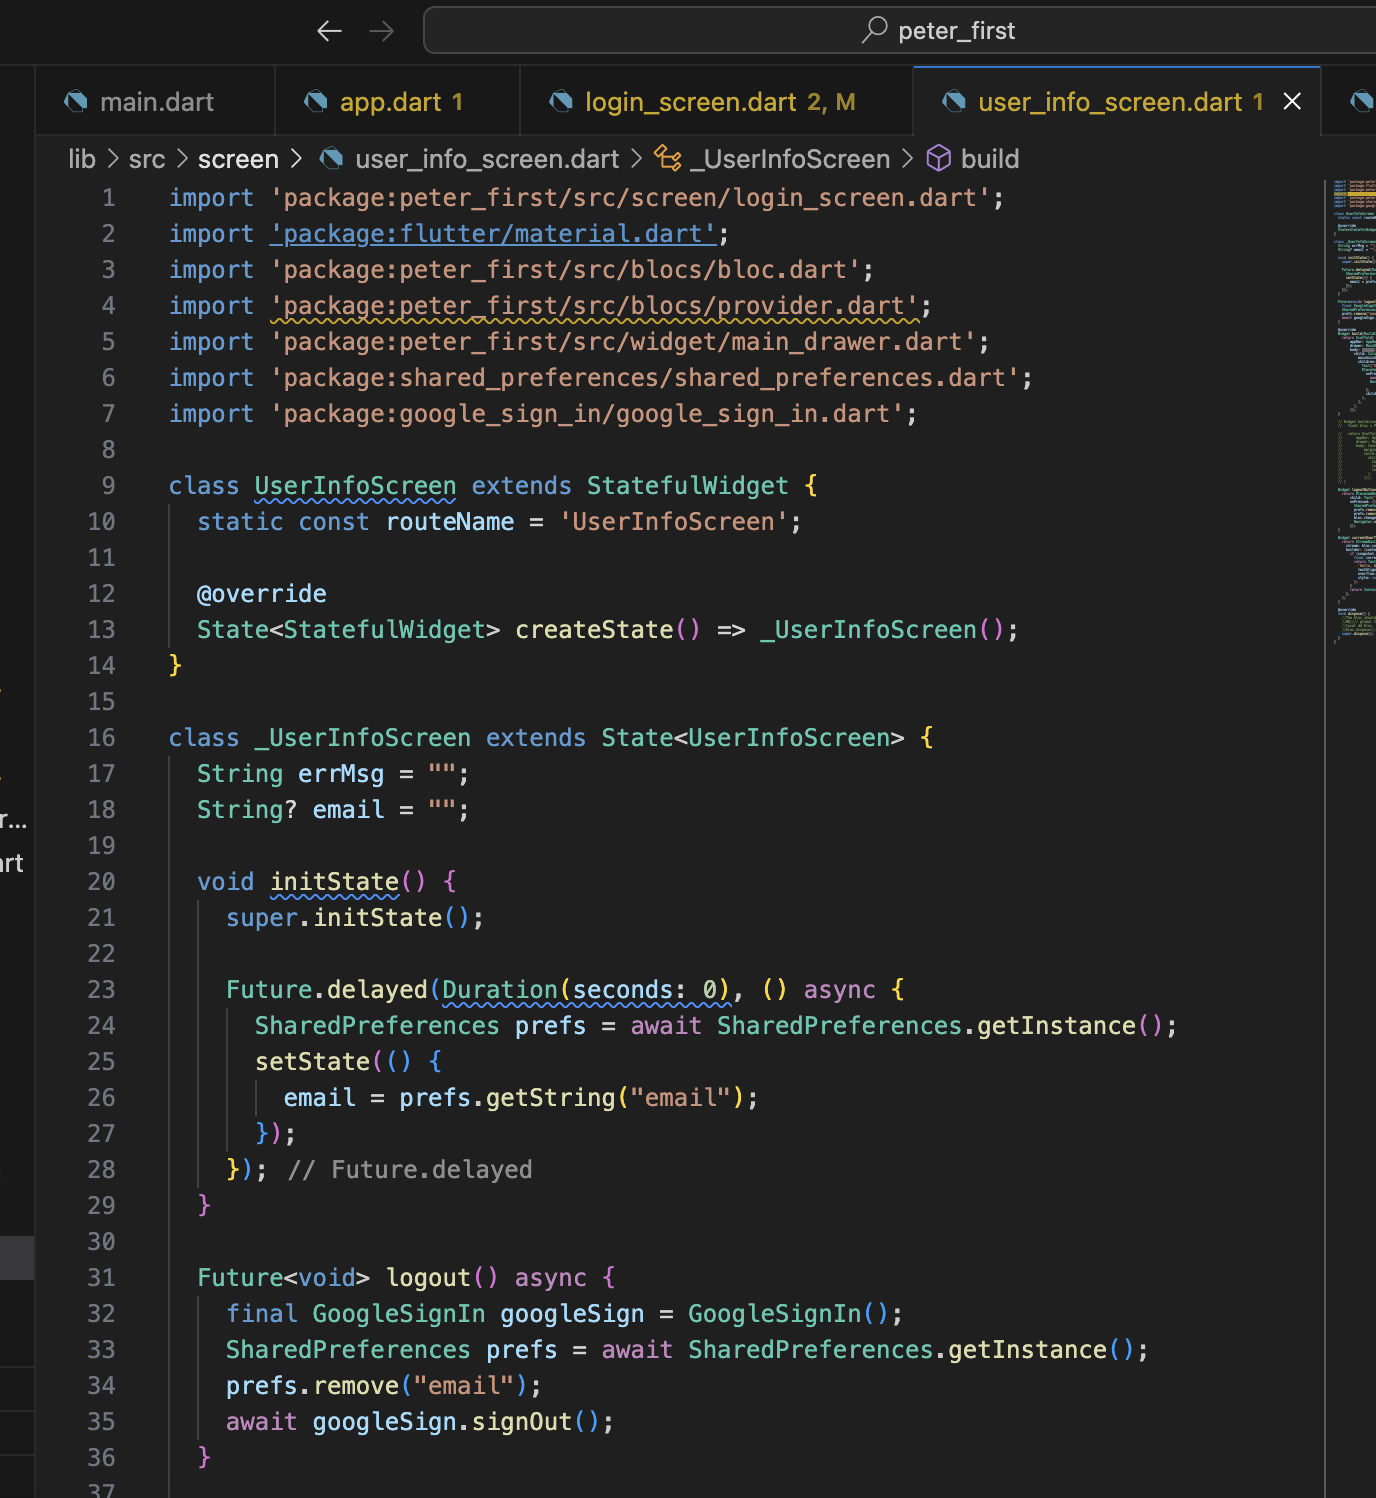 peter_first
main.dart
app.dart 1
login_screen.dart 2, M
user_info_screen.dart 1
lib > src > screen > user_info_screen.dart > _UserInfoScreen > build
1 import 'package:peter_first/src/screen/login_screen.dart';
2 import 'package:flutter/material.dart';
3 import 'package:peter_first/src/blocs/bloc.dart';
4 import 'package:peter_first/src/blocs/provider.dart';
5 import 'package:peter_first/src/widget/main_drawer.dart';
6 import 'package:shared_preferences/shared_preferences.dart';
7 import 'package:google_sign_in/google_sign_in.dart';
8
9 class UserInfoScreen extends StatefulWidget {
10 static const routeName = 'UserInfoScreen';
11
12 @override
13 State<StatefulWidget> createState() => _UserInfoScreen();
14 }
15
16 class _UserInfoScreen extends State<UserInfoScreen> {
17 String errMsg = "";
18 String? email = "";
19
20 void initState() {
21 super.initState();
22
23 Future.delayed(Duration(seconds: 0), () async {
24 SharedPreferences prefs = await SharedPreferences.getInstance();
25 setState(() {
26 email = prefs.getString("email");
27 });
28 }); // Future.delayed
29 }
30
31 Future<void> logout() async {
32 final GoogleSignIn googleSign = GoogleSignIn();
33 SharedPreferences prefs = await SharedPreferences.getInstance();
34 prefs.remove("email");
35 await googleSign.signOut();
36 }
37
r...
art